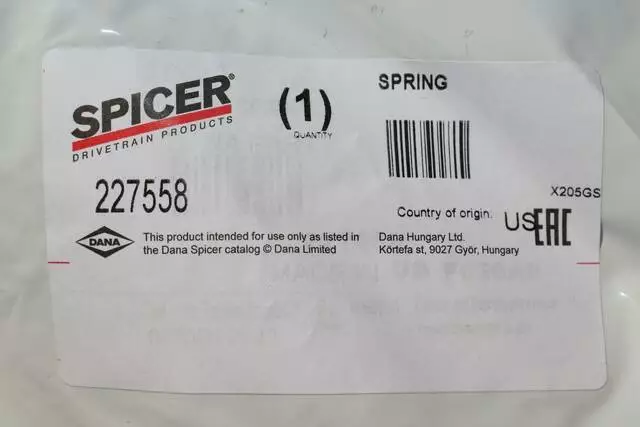 SPICER®
DRIVETRAIN PRODUCTS
(1)
QUANTITY
SPRING
227558
X205GS
Country of origin: US
EAC
DANA
This product intended for use only as listed in
the Dana Spicer catalog © Dana Limited
Dana Hungary Ltd.
Körtefa st, 9027 Győr, Hungary